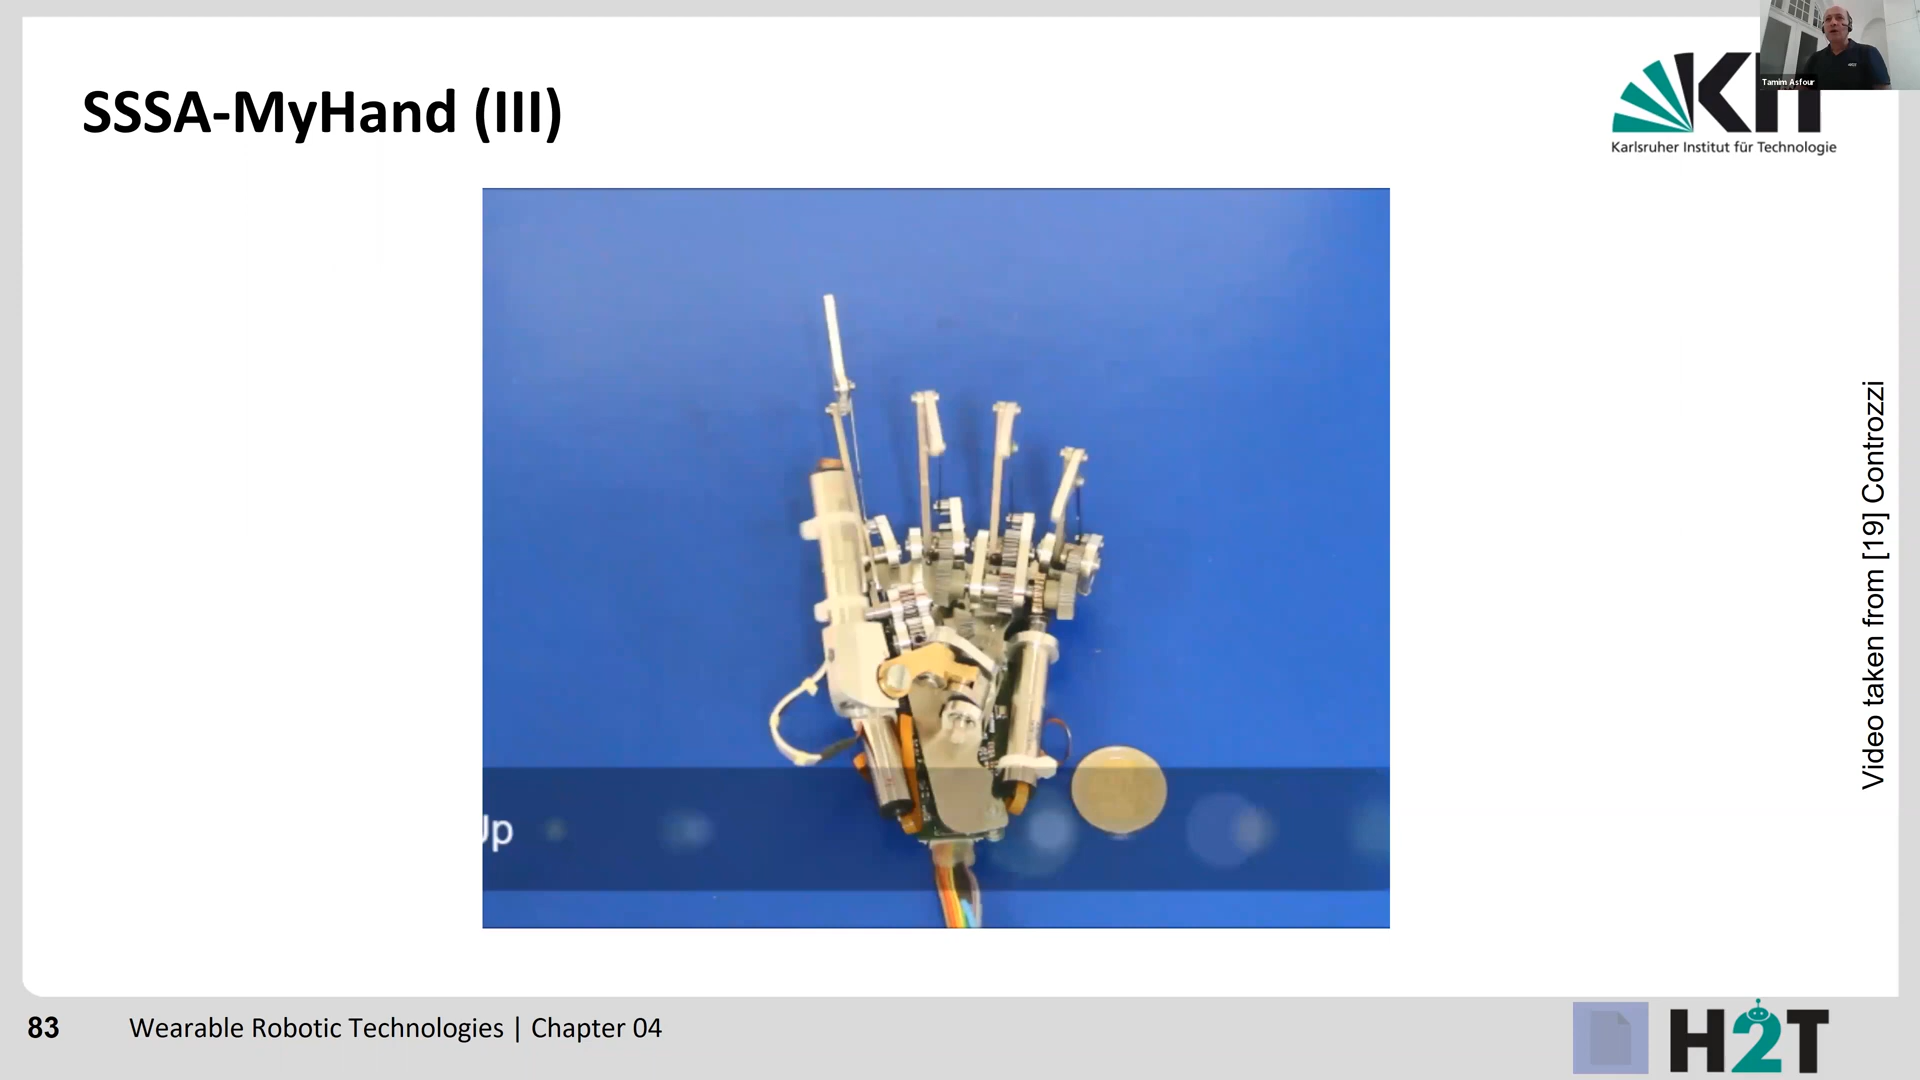 Tamim Asfour
SSSA-MyHand (III)
KIT
Karlsruher Institut für Technologie
Up
Video taken from [19] Controzzi
83
Wearable Robotic Technologies | Chapter 04
H2T